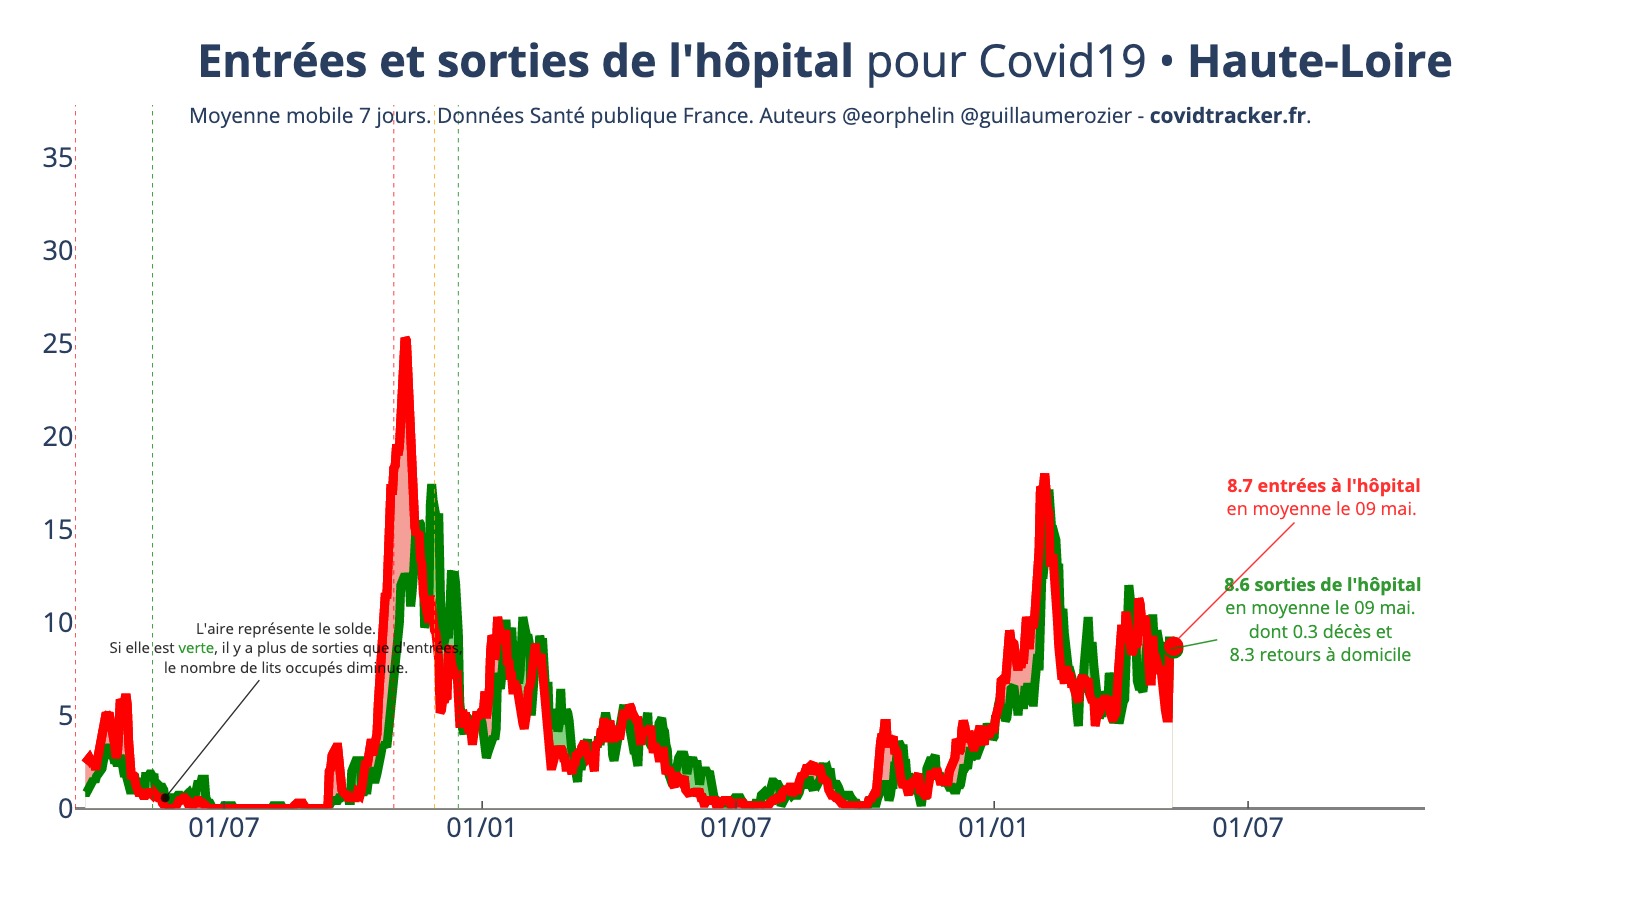 Entrées et sorties de l'hôpital pour Covid19 • Haute-Loire
Moyenne mobile 7 jours. Données Santé publique France. Auteurs @eorphelin @guillaumerozier - covidtracker.fr.
35
30
25
20
15
10
5
0
L'aire représente le solde.
Si elle est verte, il y a plus de sorties que d'entrées,
le nombre de lits occupés diminue.
8.7 entrées à l'hôpital
en moyenne le 09 mai.
8.6 sorties de l'hôpital
en moyenne le 09 mai.
dont 0.3 décès et
8.3 retours à domicile
01/07
01/01
01/07
01/01
01/07